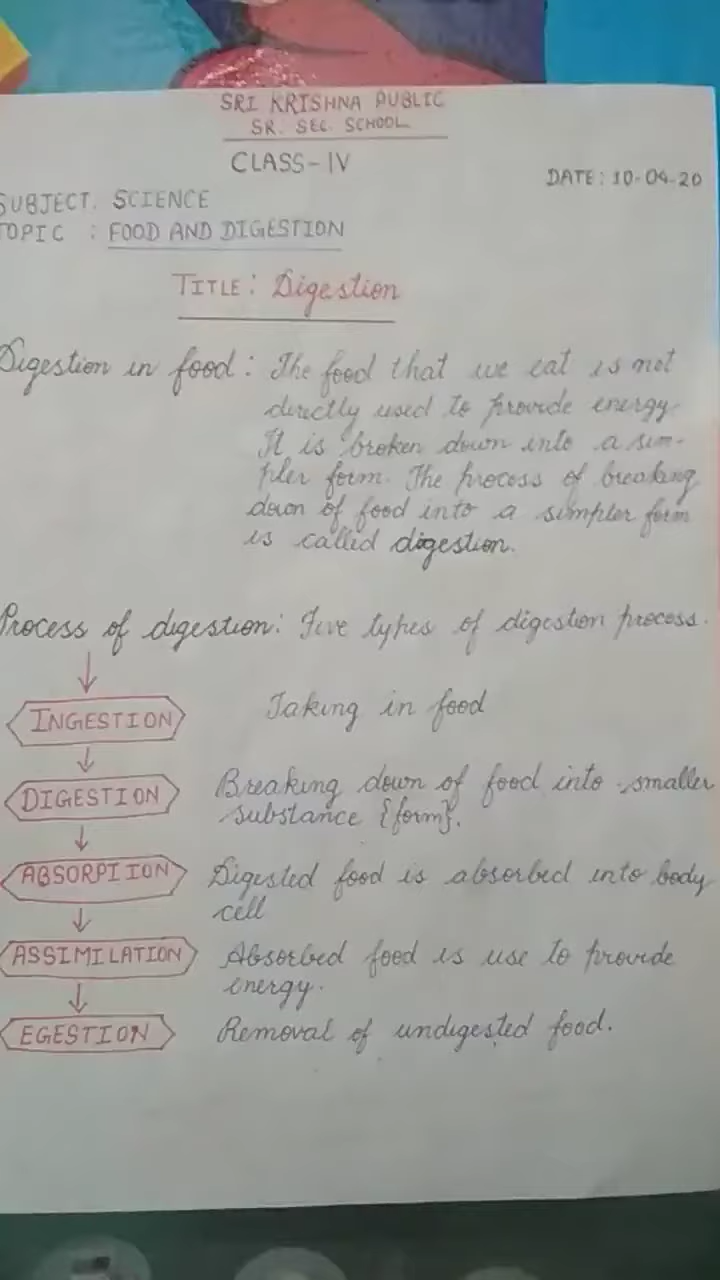 SRI KRISHNA PUBLIC
SR. SEC. SCHOOL
CLASS-IV
DATE: 10-04-20
SUBJECT. SCIENCE
TOPIC : FOOD AND DIGESTION
TITLE: Digestion
Digestion in food: The food that we eat is not
directly used to provide energy.
It is broken down into a sim-
pler form. The process of breaking
down of food into a simpler form
is called digestion.
Process of digestion: Five types of digestion process.
INGESTION Taking in food
DIGESTION Breaking down of food into smaller
substance {form}.
ABSORPTION Digested food is absorbed into body
cell
ASSIMILATION Absorbed food is use to provide
energy.
EGESTION Removal of undigested food.